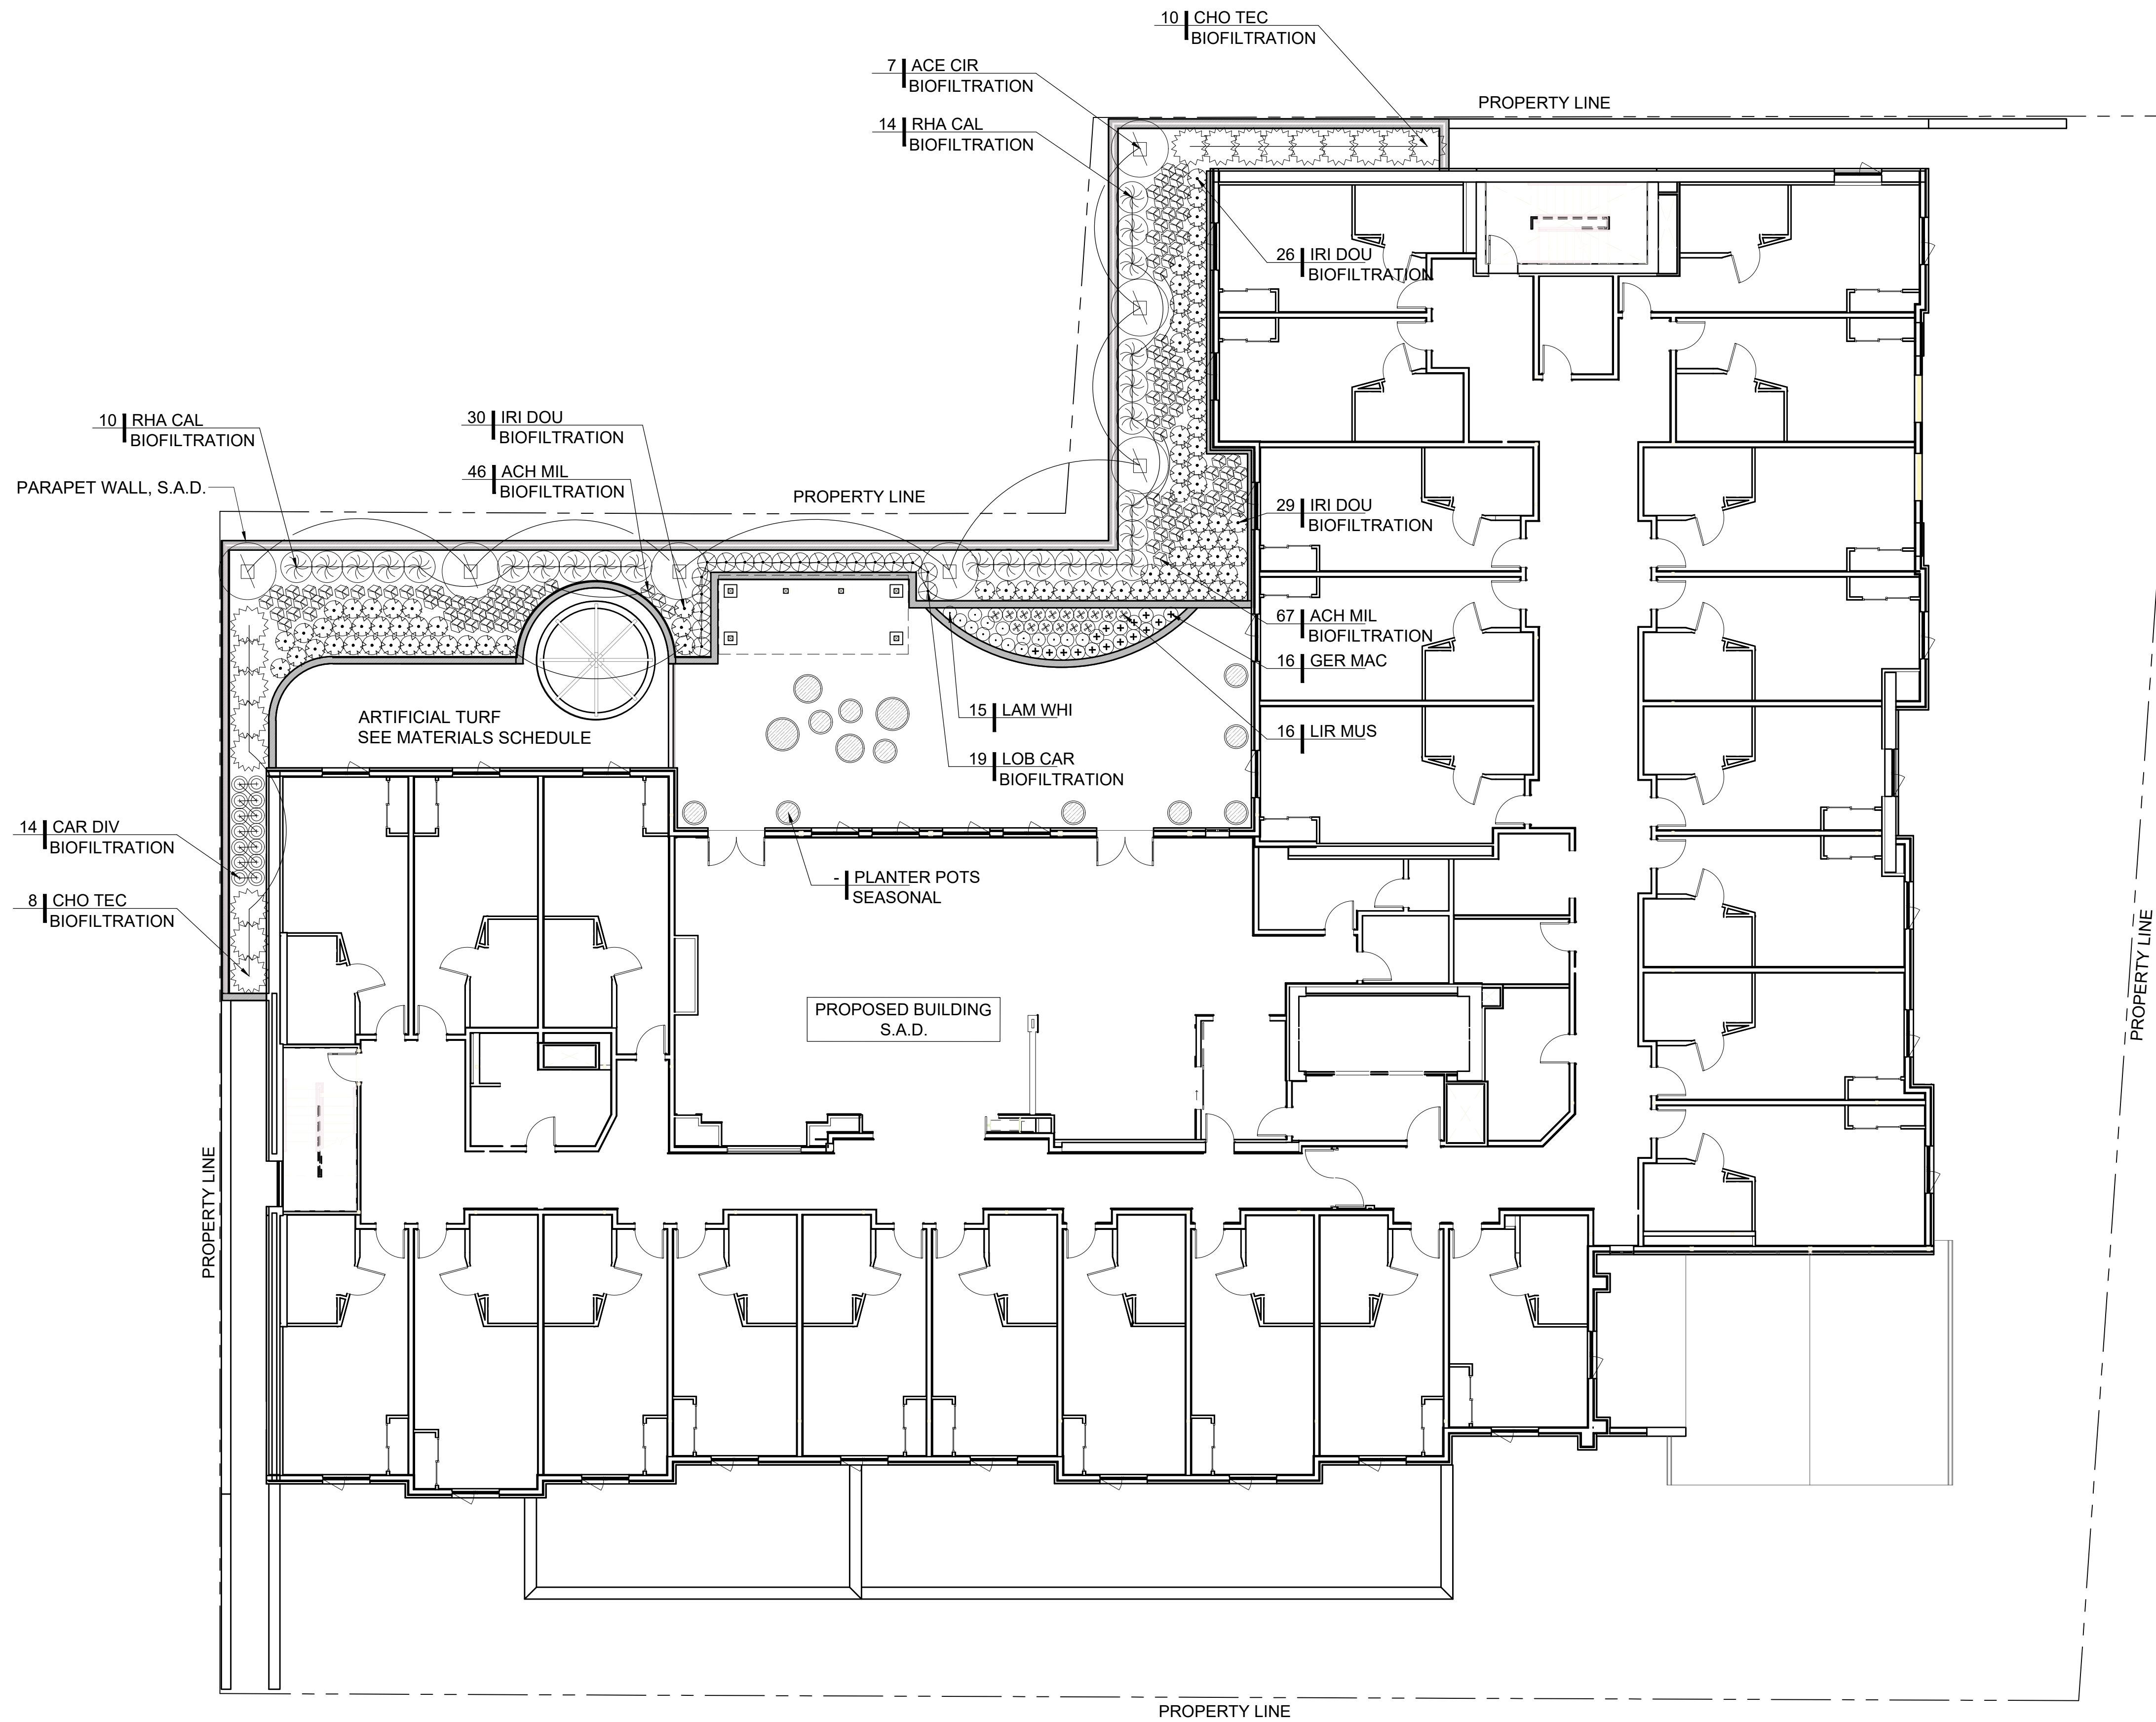 10 CHO TEC
BIOFILTRATION
7 ACE CIR
BIOFILTRATION
PROPERTY LINE
14 RHA CAL
BIOFILTRATION
26 IRI DOU
BIOFILTRATION
10 RHA CAL
BIOFILTRATION
30 IRI DOU
BIOFILTRATION
46 ACH MIL
BIOFILTRATION
PARAPET WALL, S.A.D.
PROPERTY LINE
29 IRI DOU
BIOFILTRATION
67 ACH MIL
BIOFILTRATION
16 GER MAC
15 LAM WHI
16 LIR MUS
ARTIFICIAL TURF
SEE MATERIALS SCHEDULE
19 LOB CAR
BIOFILTRATION
14 CAR DIV
BIOFILTRATION
- PLANTER POTS
SEASONAL
8 CHO TEC
BIOFILTRATION
PROPERTY LINE
PROPOSED BUILDING
S.A.D.
PROPERTY LINE
PROPERTY LINE